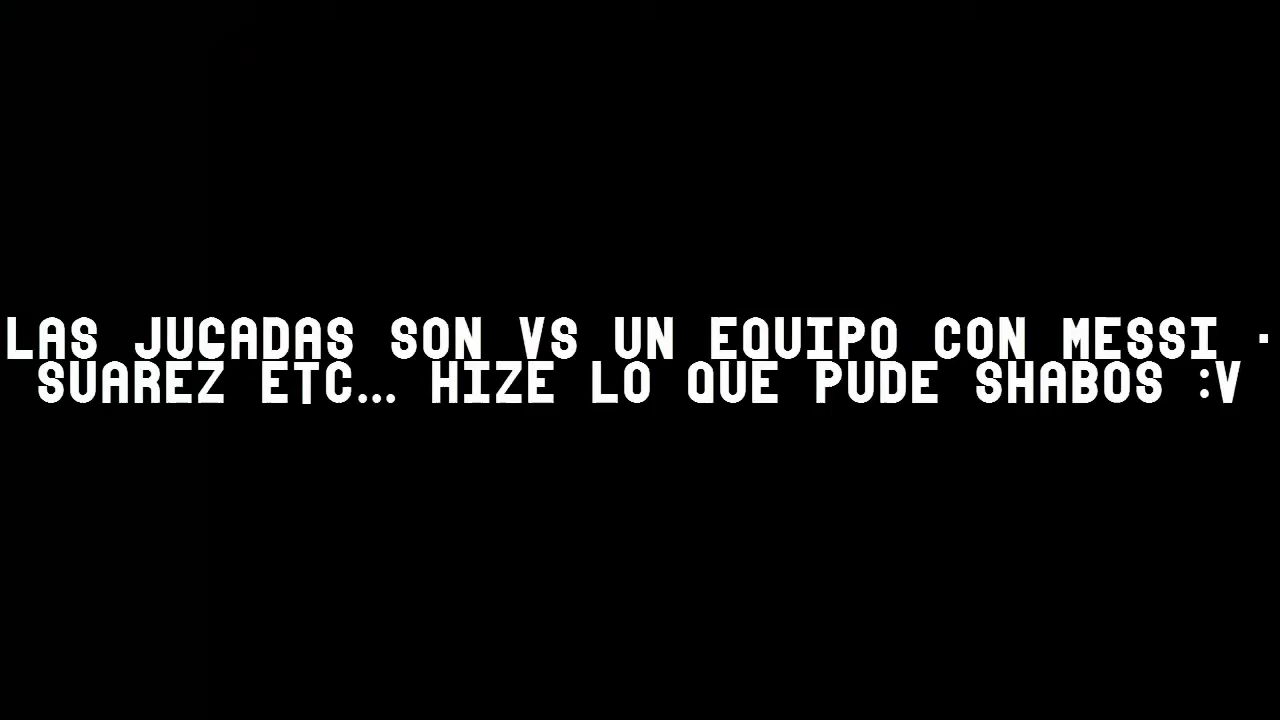 LAS JUGADAS SON VS UN EQUIPO CON MESSI -
SUAREZ ETC... HIZE LO QUE PUDE SHABOS :V